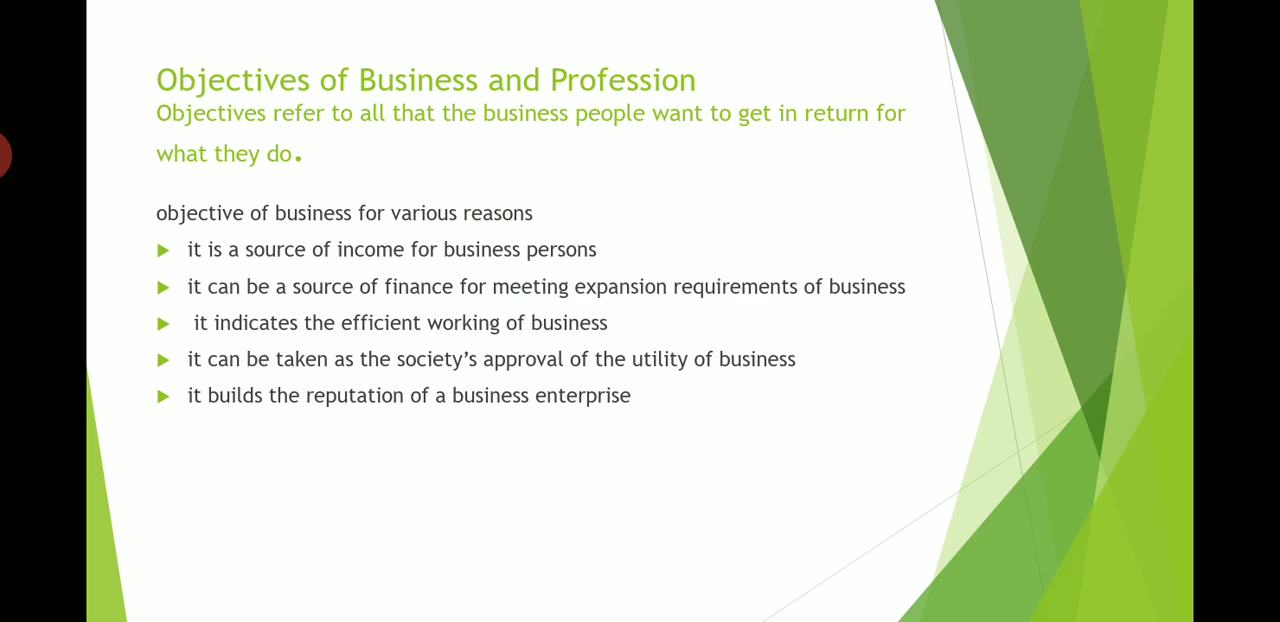 Objectives of Business and Profession
Objectives refer to all that the business people want to get in return for
what they do.
objective of business for various reasons
it is a source of income for business persons
it can be a source of finance for meeting expansion requirements of business
it indicates the efficient working of business
it can be taken as the society’s approval of the utility of business
it builds the reputation of a business enterprise